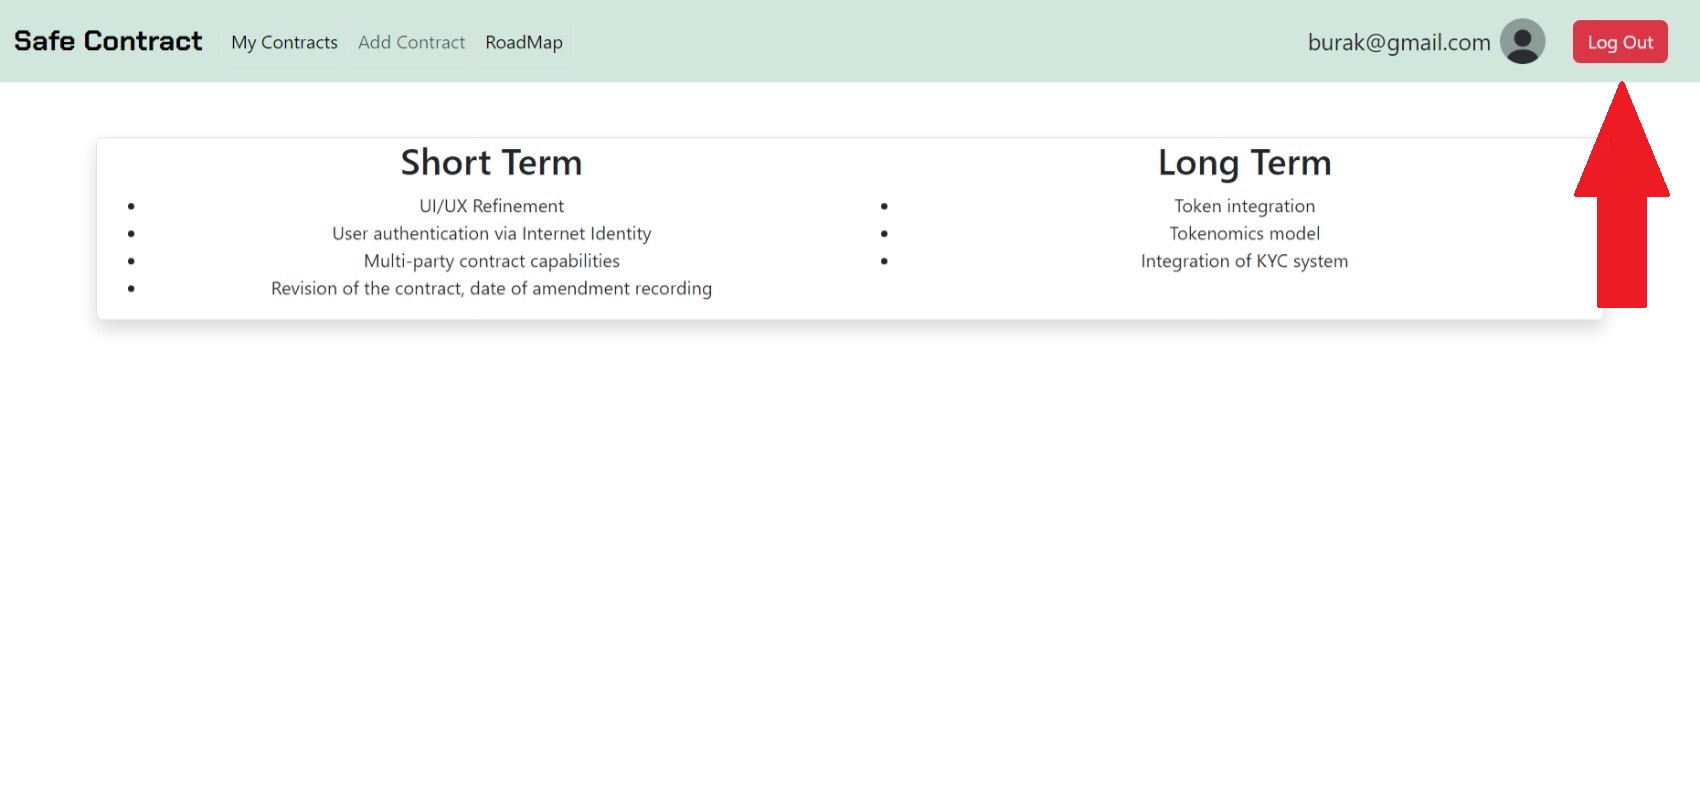 Safe Contract My Contracts Add Contract RoadMap burak@gmail.com Log Out
Short Term
UI/UX Refinement
User authentication via Internet Identity
Multi-party contract capabilities
Revision of the contract, date of amendment recording
Long Term
Token integration
Tokenomics model
Integration of KYC system